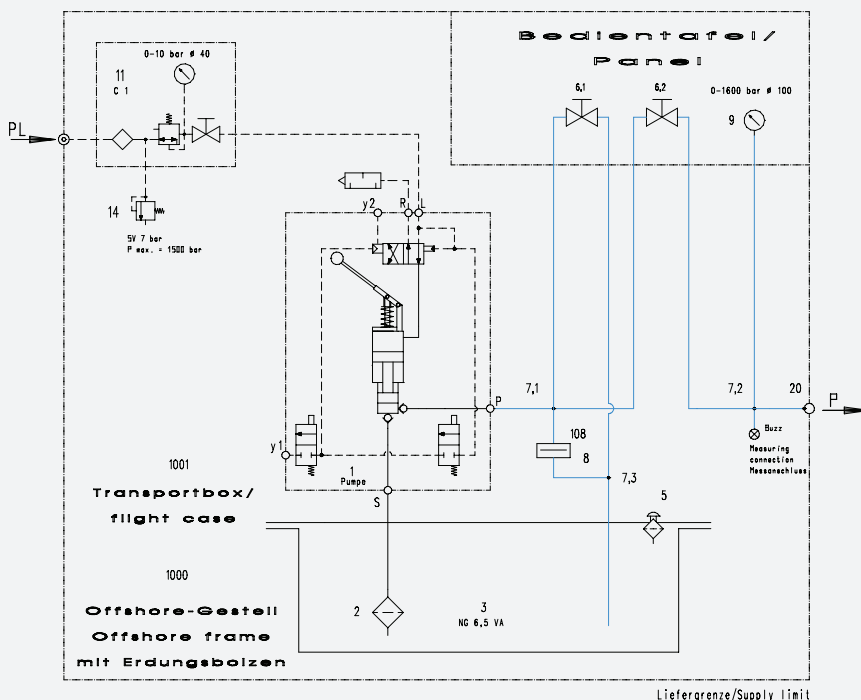 Bedientafel/
Panel
0-10 bar ø 40
11
C 1
6,1
6,2
0-1600 bar ø 100
9
PL
14
SV 7 bar
P max. = 1500 bar
y2
R
L
P
7,1
7,2
20
P
Buzz
Measuring
connection
Messanschluss
108
8
7,3
y1
1
Pumpe
S
5
1001
Transportbox/
flight case
1000
Offshore-Gestell
Offshore frame
mit Erdungsbolzen
2
3
NG 6,5 VA
Liefergrenze/Supply limit